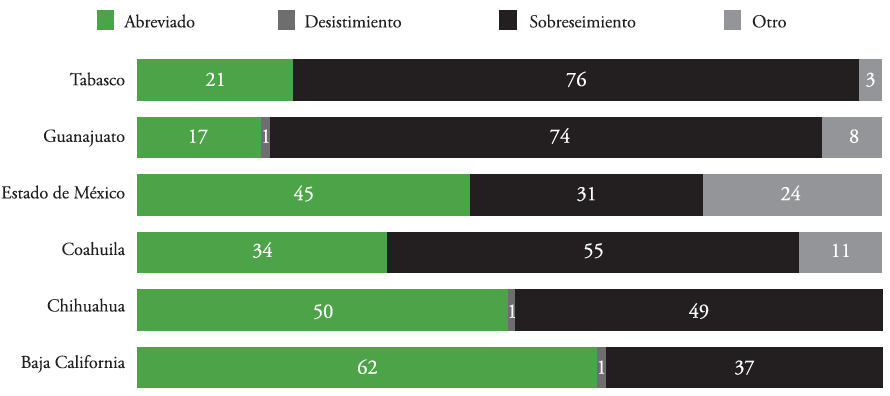 Abreviado Desistimiento Sobreseimiento Otro
Tabasco 21 76 3
Guanajuato 17 1 74 8
Estado de México 45 31 24
Coahuila 34 55 11
Chihuahua 50 1 49
Baja California 62 1 37